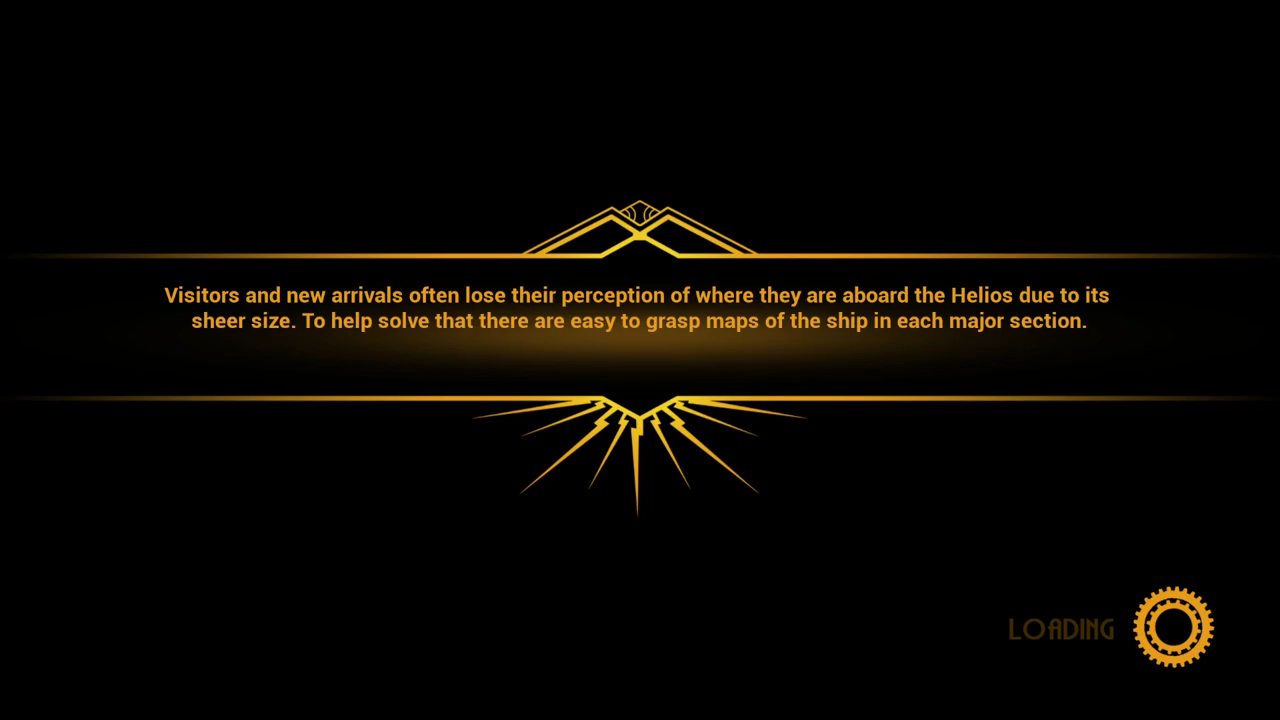 Visitors and new arrivals often lose their perception of where they are aboard the Helios due to its
sheer size. To help solve that there are easy to grasp maps of the ship in each major section.
LOADING